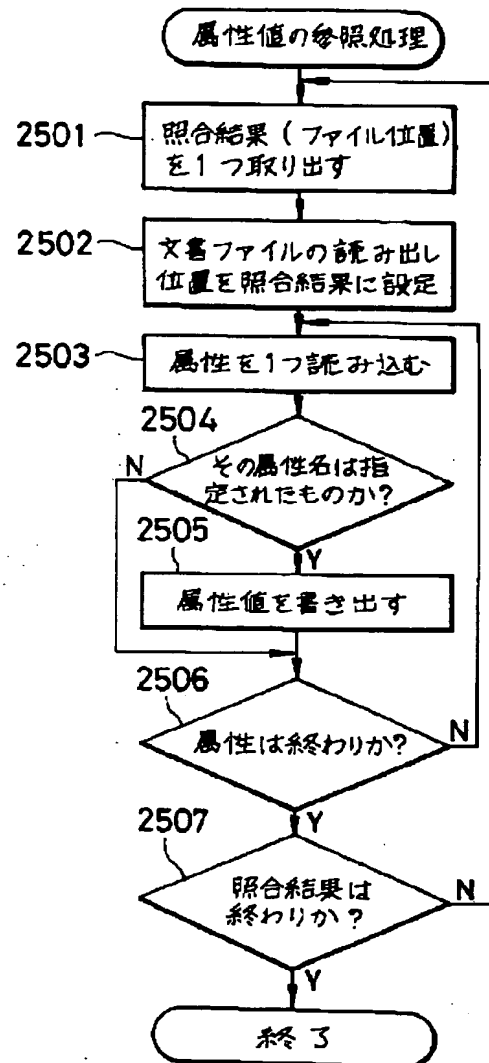 属性値の参照処理
2501
照合結果(ファイル位置)
を1つ取り出す
2502
文書ファイルの読み出し
位置を照合結果に設定
2503
属性を1つ読み込む
2504
N
その属性名は指
定されたものか?
Y
2505
属性値を書き出す
2506
属性は終わりか?
N
Y
2507
照合結果は
終わりか?
N
Y
終了